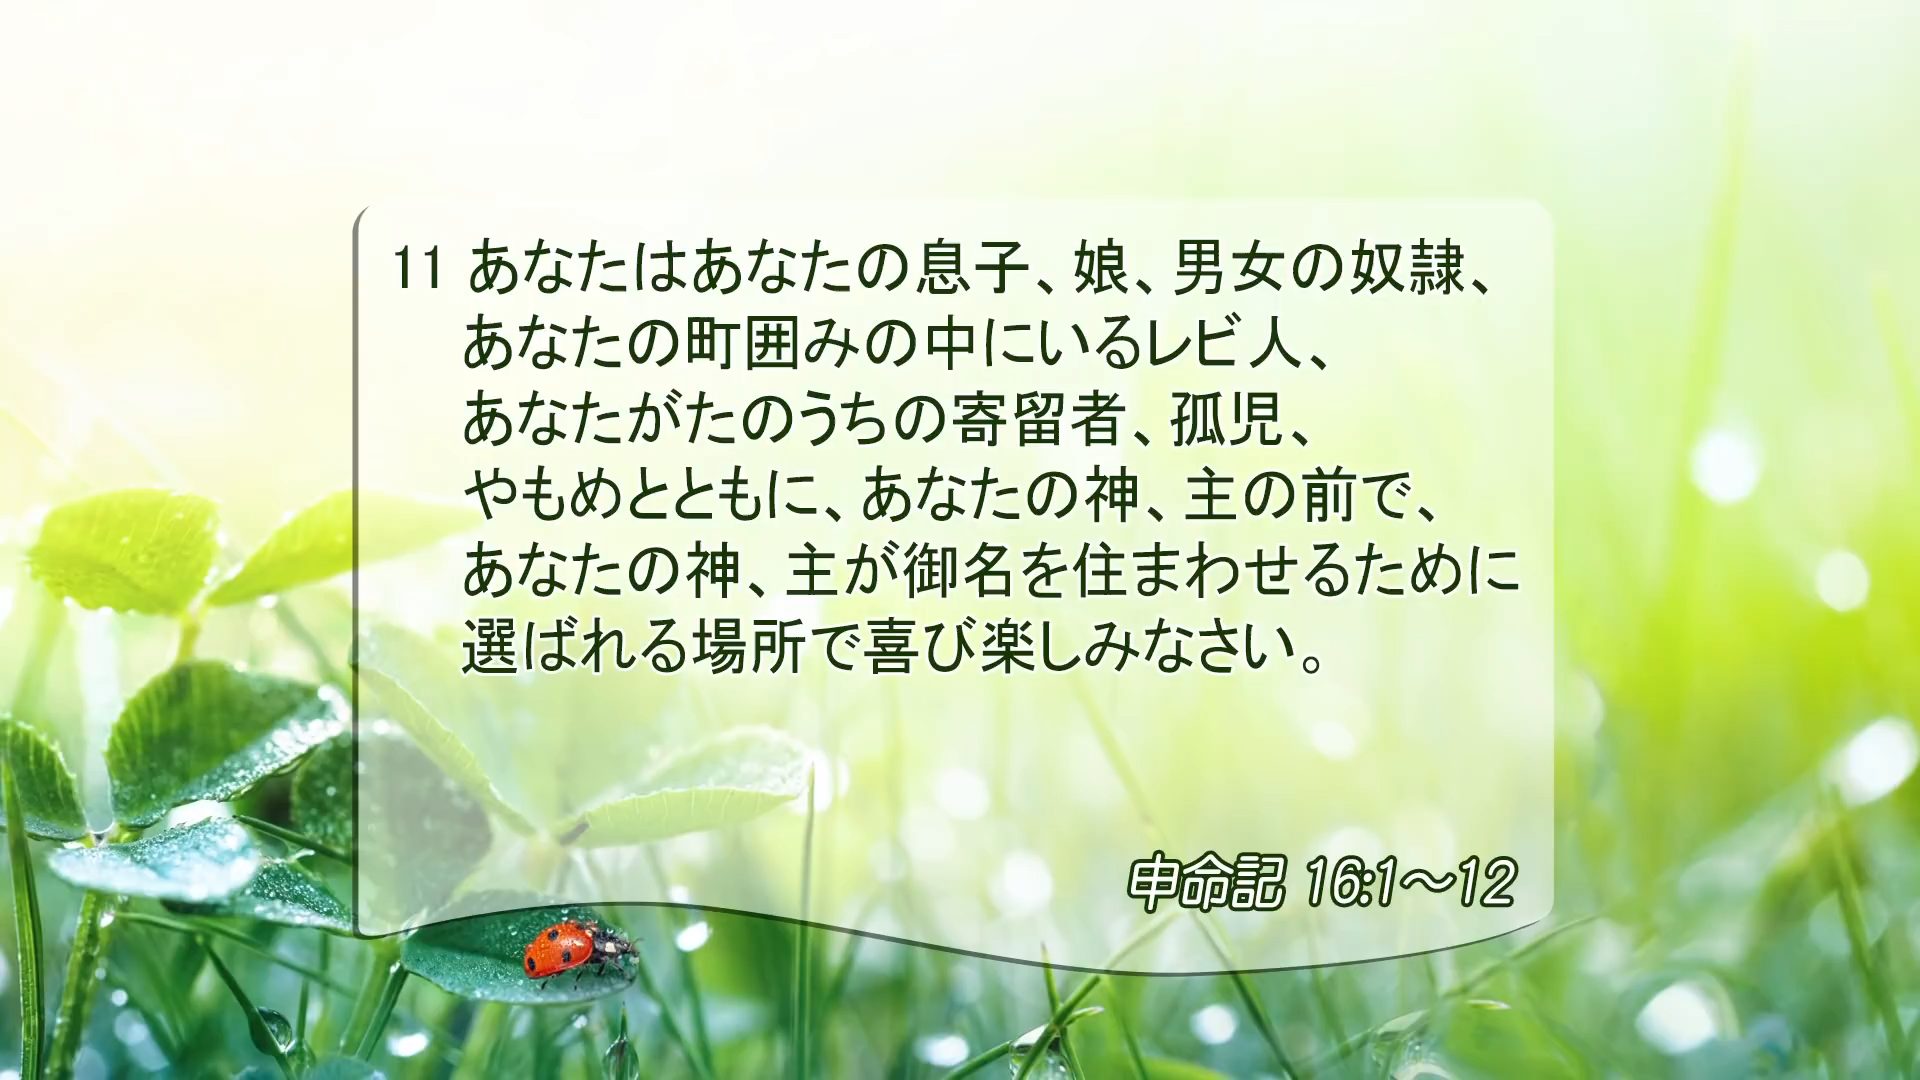 11 あなたはあなたの息子、娘、男女の奴隷、
あなたの町囲みの中にいるレビ人、
あなたがたのうちの寄留者、孤児、
やもめとともに、あなたの神、主の前で、
あなたの神、主が御名を住まわせるために
選ばれる場所で喜び楽しみなさい。
申命記 16:1～12